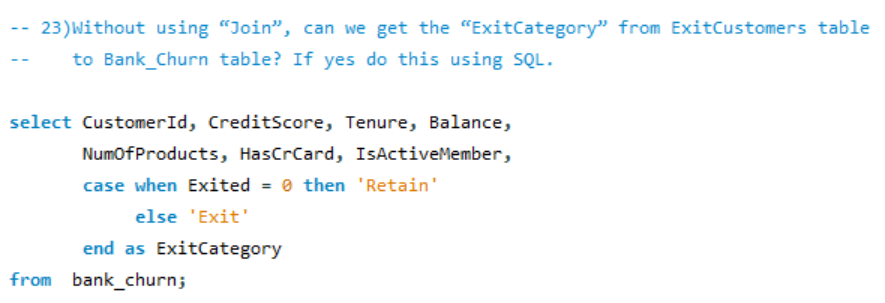 -- 23)Without using “Join”, can we get the “ExitCategory” from ExitCustomers table
--    to Bank_Churn table? If yes do this using SQL.
select CustomerId, CreditScore, Tenure, Balance,
       NumOfProducts, HasCrCard, IsActiveMember,
       case when Exited = 0 then 'Retain'
            else 'Exit'
       end as ExitCategory
from  bank_churn;